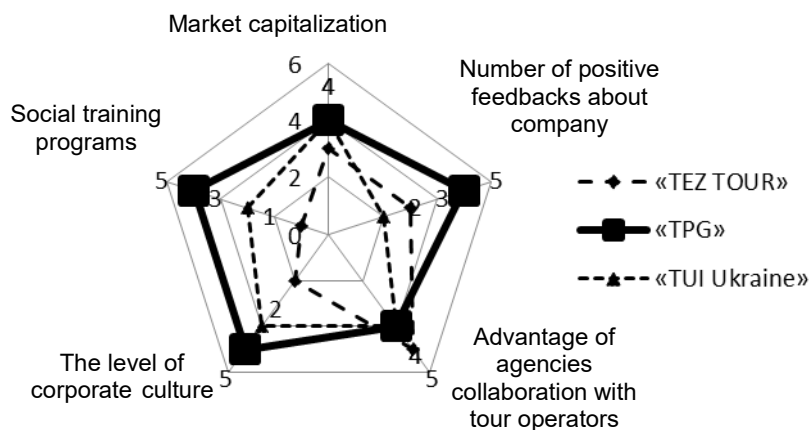 Market capitalization
6
4
Number of positive
feedbacks about
company
Social training
programs
4
5
5
3
3
2
2
1
0
«TEZ TOUR»
«TPG»
«TUI Ukraine»
2
4
The level of
corporate culture
5
5
Advantage of
agencies
collaboration with
tour operators